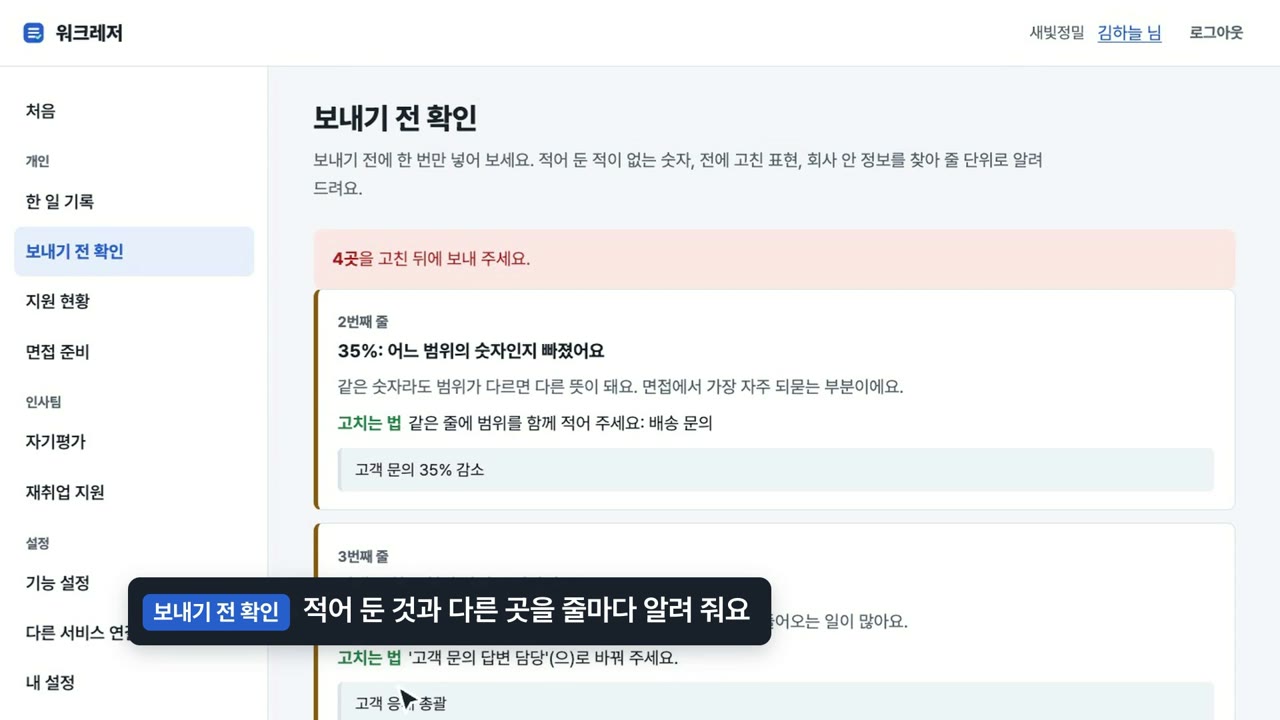 워크레저
새빛정밀 김하늘 님 로그아웃
처음
개인
한 일 기록
보내기 전 확인
지원 현황
면접 준비
인사팀
자기평가
재취업 지원
설정
기능 설정
다른 서비스 연
내 설정
보내기 전 확인
보내기 전에 한 번만 넣어 보세요. 적어 둔 적이 없는 숫자, 전에 고친 표현, 회사 안 정보를 찾아 줄 단위로 알려
드려요.
4곳을 고친 뒤에 보내 주세요.
2번째 줄
35%: 어느 범위의 숫자인지 빠졌어요
같은 숫자라도 범위가 다르면 다른 뜻이 돼요. 면접에서 가장 자주 되묻는 부분이에요.
고치는 법 같은 줄에 범위를 함께 적어 주세요: 배송 문의
고객 문의 35% 감소
3번째 줄
보내기 전 확인 적어 둔 것과 다른 곳을 줄마다 알려 줘요
들어오는 일이 많아요.
고치는 법 '고객 문의 답변 담당'(으)로 바꿔 주세요.
고객 응 총괄